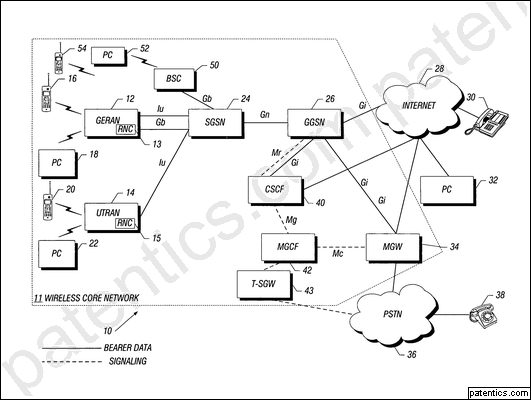 54
PC
52
BSC
50
16
12
Iu
Gb
24
26
Gi
28
INTERNET
30
GERAN
RNC
13
Gb
SGSN
Gn
GGSN
PC
18
Iu
Mr
Gi
20
14
UTRAN
RNC
15
CSCF
40
Gi
PC
32
PC
22
Mg
MGCF
42
Mc
MGW
34
T-SGW
43
11 WIRELESS CORE NETWORK
10
PSTN
36
38
BEARER DATA
SIGNALING
patentics.com
patentics.com